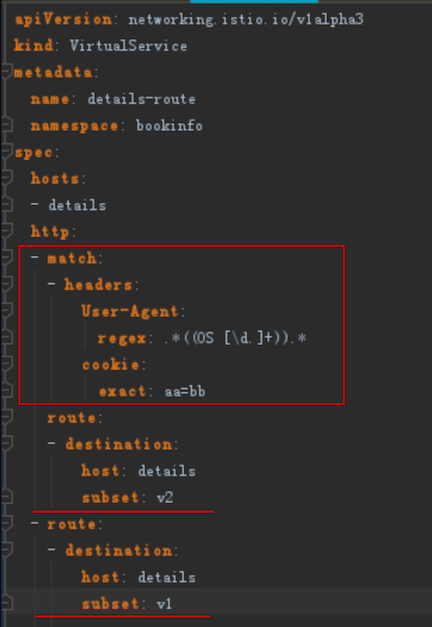 apiVersion: networking.istio.io/v1alpha3
kind: VirtualService
metadata:
  name: details-route
  namespace: bookinfo
spec:
  hosts:
  - details
  http:
  - match:
    - headers:
        User-Agent:
          regex: .*((OS [\d.]+)).*
        cookie:
          exact: aa=bb
    route:
    - destination:
        host: details
        subset: v2
  - route:
    - destination:
        host: details
        subset: v1